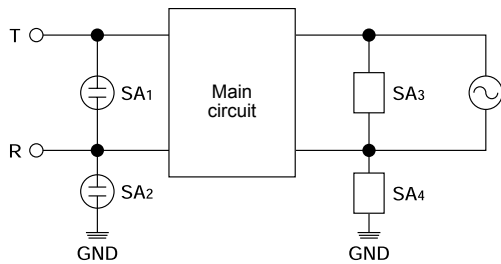 T
SA1
Main
circuit
SA3
R
SA2
SA4
GND
GND